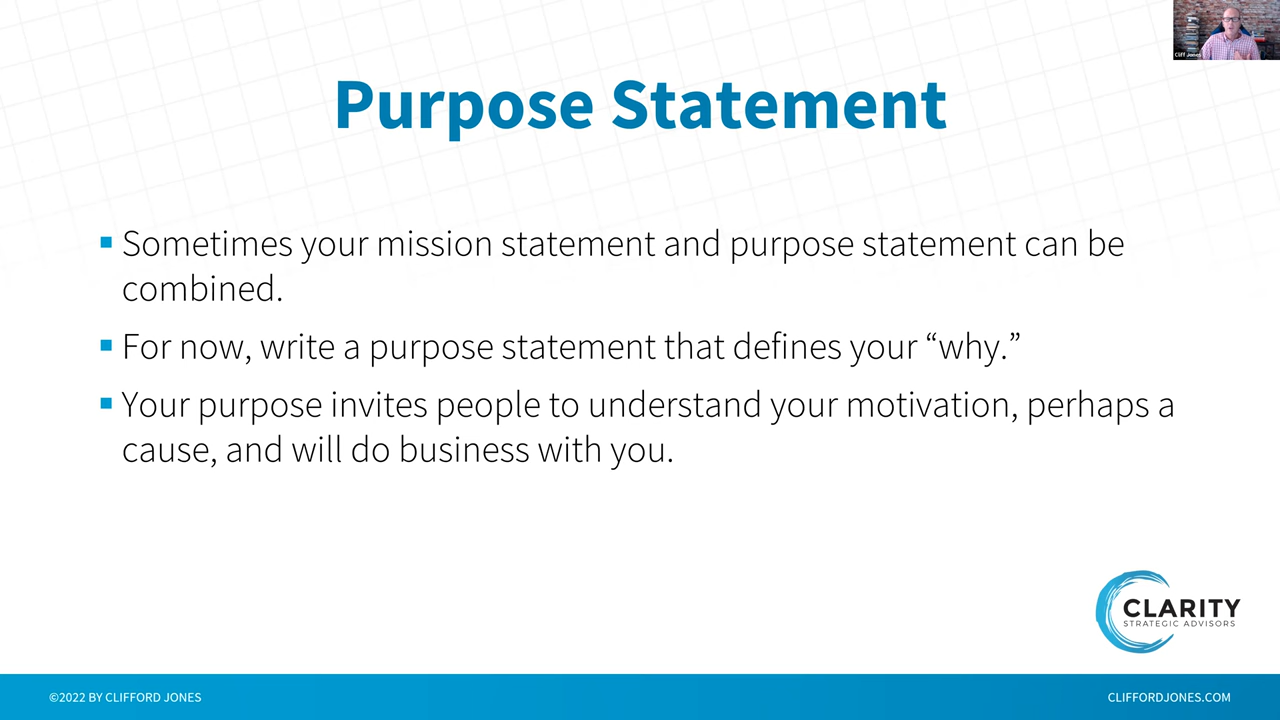 Cliff Jones
Purpose Statement
Sometimes your mission statement and purpose statement can be
combined.
For now, write a purpose statement that defines your “why.”
Your purpose invites people to understand your motivation, perhaps a
cause, and will do business with you.
CLARITY
STRATEGIC ADVISORS
©2022 BY CLIFFORD JONES
CLIFFORDJONES.COM